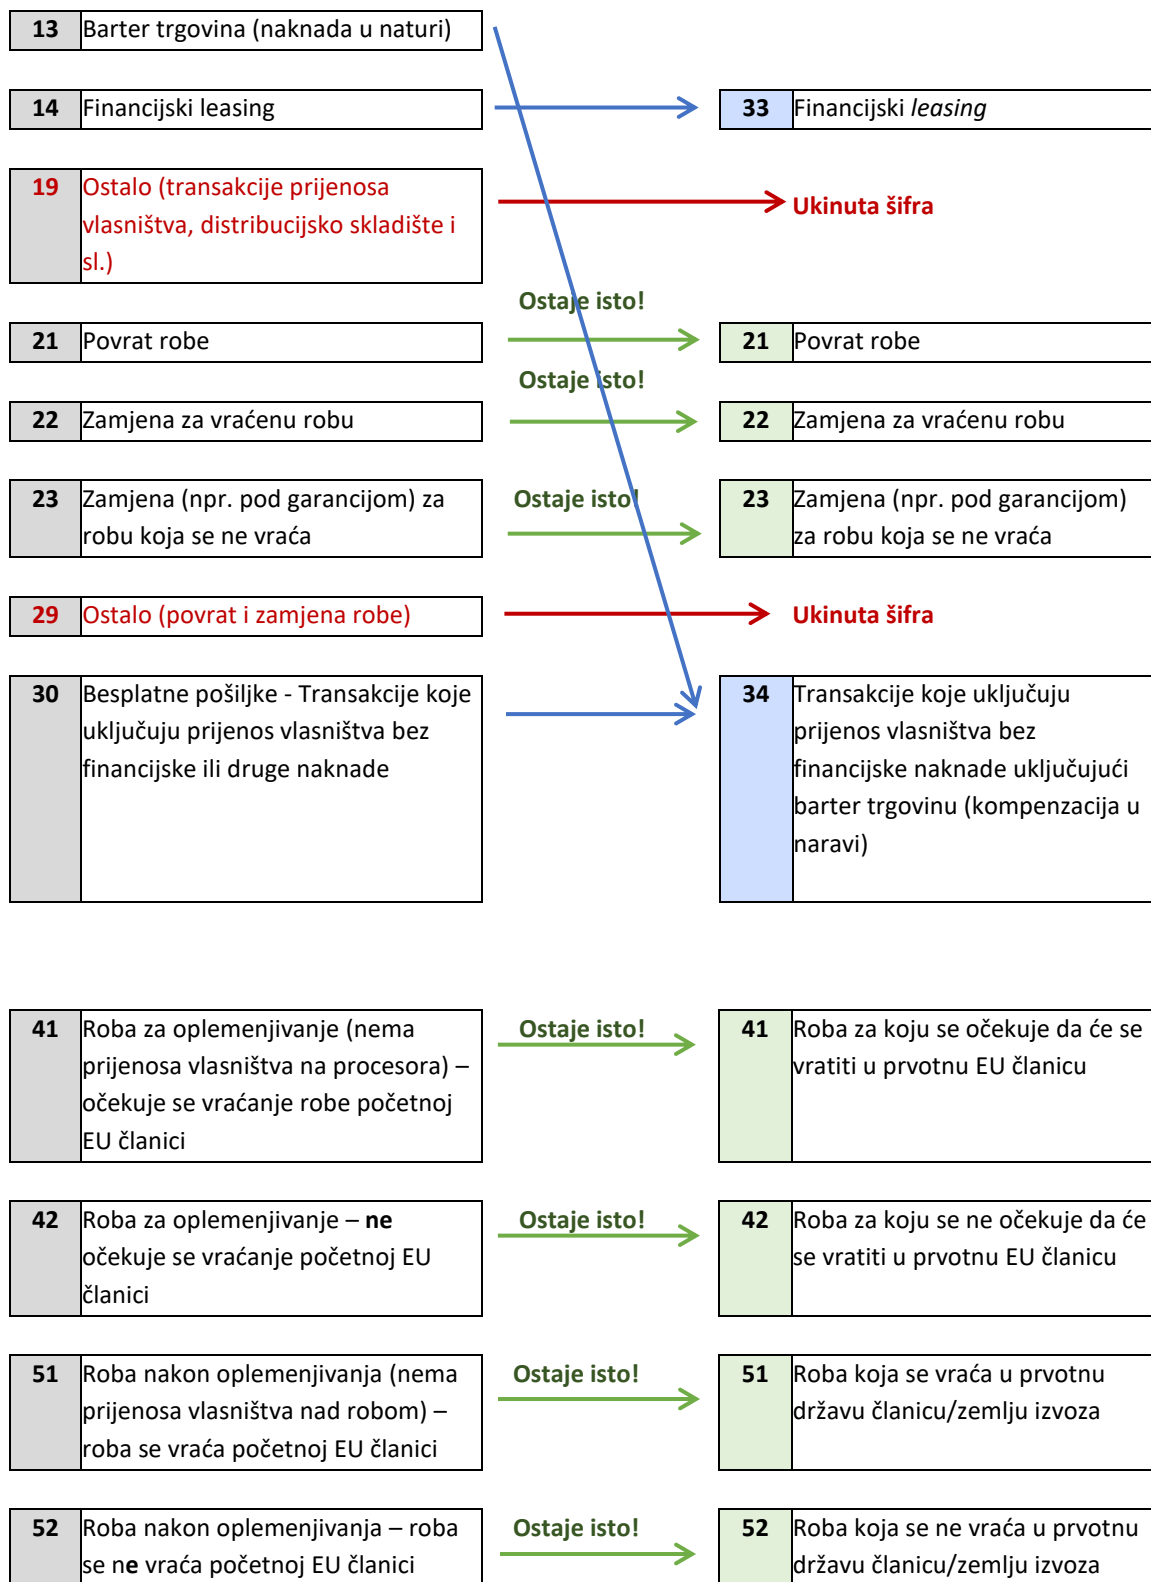 13 Barter trgovina (naknada u naturi)
14 Financijski leasing
33 Financijski leasing
19 Ostalo (transakcije prijenosa
vlasništva, distribucijsko skladište i
sl.)
Ukinuta šifra
Ostaje isto!
21 Povrat robe
21 Povrat robe
Ostaje isto!
22 Zamjena za vraćenu robu
22 Zamjena za vraćenu robu
23 Zamjena (npr. pod garancijom) za
robu koja se ne vraća
Ostaje isto!
23 Zamjena (npr. pod garancijom)
za robu koja se ne vraća
29 Ostalo (povrat i zamjena robe)
Ukinuta šifra
30 Besplatne pošiljke - Transakcije koje
uključuju prijenos vlasništva bez
financijske ili druge naknade
34 Transakcije koje uključuju
prijenos vlasništva bez
financijske naknade uključujući
barter trgovinu (kompenzacija u
naravi)
41 Roba za oplemenjivanje (nema
prijenosa vlasništva na procesora) –
očekuje se vraćanje robe početnoj
EU članici
Ostaje isto!
41 Roba za koju se očekuje da će se
vratiti u prvotnu EU članicu
42 Roba za oplemenjivanje – ne
očekuje se vraćanje početnoj EU
članici
Ostaje isto!
42 Roba za koju se ne očekuje da će
se vratiti u prvotnu EU članicu
51 Roba nakon oplemenjivanja (nema
prijenosa vlasništva nad robom) –
roba se vraća početnoj EU članici
Ostaje isto!
51 Roba koja se vraća u prvotnu
državu članicu/zemlju izvoza
52 Roba nakon oplemenjivanja – roba
se ne vraća početnoj EU članici
Ostaje isto!
52 Roba koja se ne vraća u prvotnu
državu članicu/zemlju izvoza